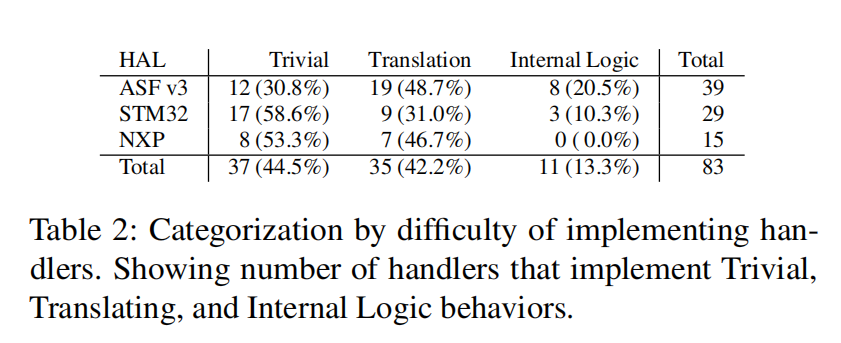 HAL Trivial Translation Internal Logic Total
ASF v3 12 (30.8%) 19 (48.7%) 8 (20.5%) 39
STM32 17 (58.6%) 9 (31.0%) 3 (10.3%) 29
NXP 8 (53.3%) 7 (46.7%) 0 ( 0.0%) 15
Total 37 (44.5%) 35 (42.2%) 11 (13.3%) 83
Table 2: Categorization by difficulty of implementing han-
dlers. Showing number of handlers that implement Trivial,
Translating, and Internal Logic behaviors.